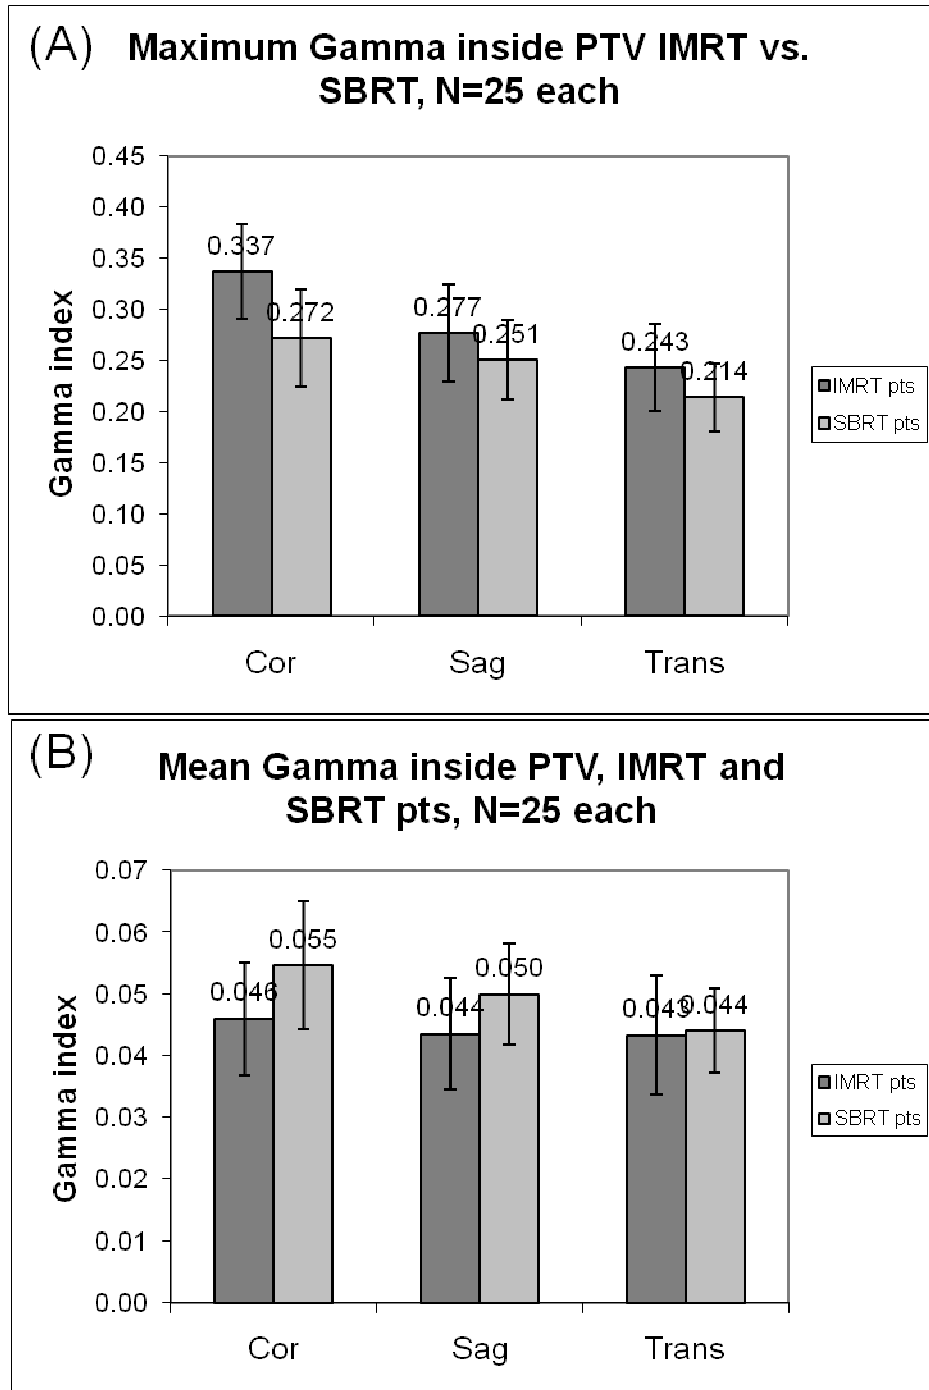 (A) Maximum Gamma inside PTV IMRT vs.
SBRT, N=25 each
0.45
0.40
0.35
0.30
0.25
0.20
0.15
0.10
0.05
0.00
Gamma index
0.337
0.272
0.277
0.251
0.243
0.214
Cor Sag Trans
IMRT pts
SBRT pts
(B) Mean Gamma inside PTV, IMRT and
SBRT pts, N=25 each
0.07
0.06
0.05
0.04
0.03
0.02
0.01
0.00
Gamma index
0.046
0.055
0.044
0.050
0.043
0.044
Cor Sag Trans
IMRT pts
SBRT pts